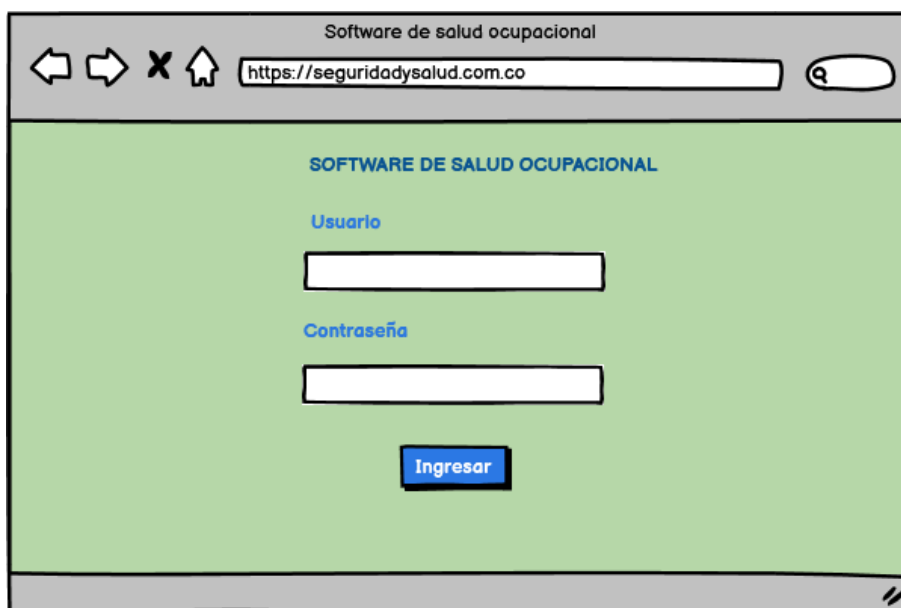 Software de salud ocupacional
https://seguridadysalud.com.co
SOFTWARE DE SALUD OCUPACIONAL
Usuario
Contraseña
Ingresar